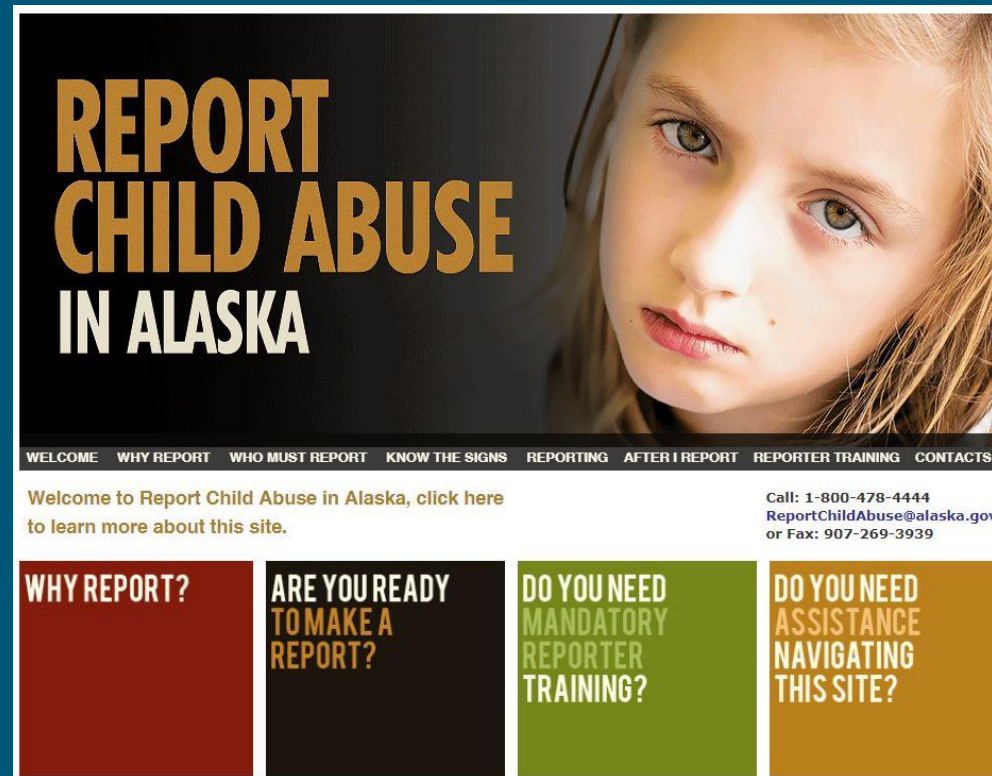 REPORT
CHILD ABUSE
IN ALASKA
WELCOME WHY REPORT WHO MUST REPORT KNOW THE SIGNS REPORTING AFTER I REPORT REPORTER TRAINING CONTACTS
Welcome to Report Child Abuse in Alaska, click here
to learn more about this site.
Call: 1-800-478-4444
ReportChildAbuse@alaska.gov
or Fax: 907-269-3939
WHY REPORT?
ARE YOU READY
TO MAKE A
REPORT?
DO YOU NEED
MANDATORY
REPORTER
TRAINING?
DO YOU NEED
ASSISTANCE
NAVIGATING
THIS SITE?